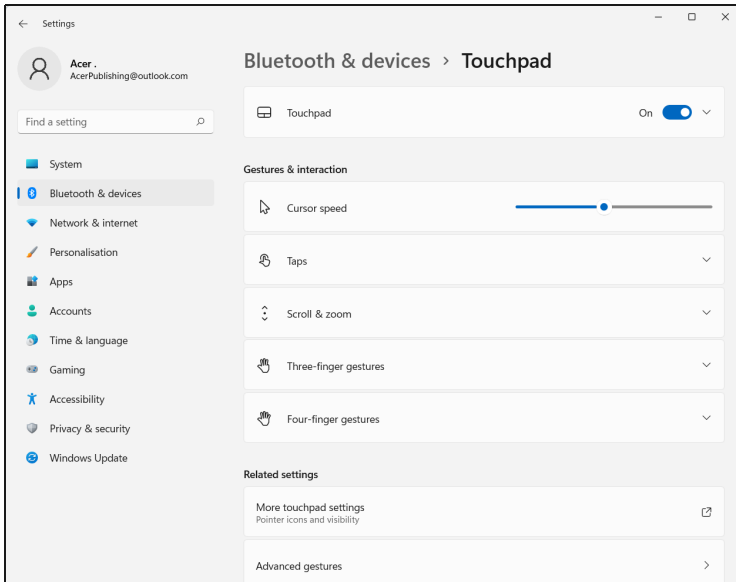 Settings
Acer .
AcerPublishing@outlook.com
Find a setting
System
Bluetooth & devices
Network & internet
Personalisation
Apps
Accounts
Time & language
Gaming
Accessibility
Privacy & security
Windows Update
Bluetooth & devices > Touchpad
Touchpad On
Gestures & interaction
Cursor speed
Taps
Scroll & zoom
Three-finger gestures
Four-finger gestures
Related settings
More touchpad settings
Pointer icons and visibility
Advanced gestures